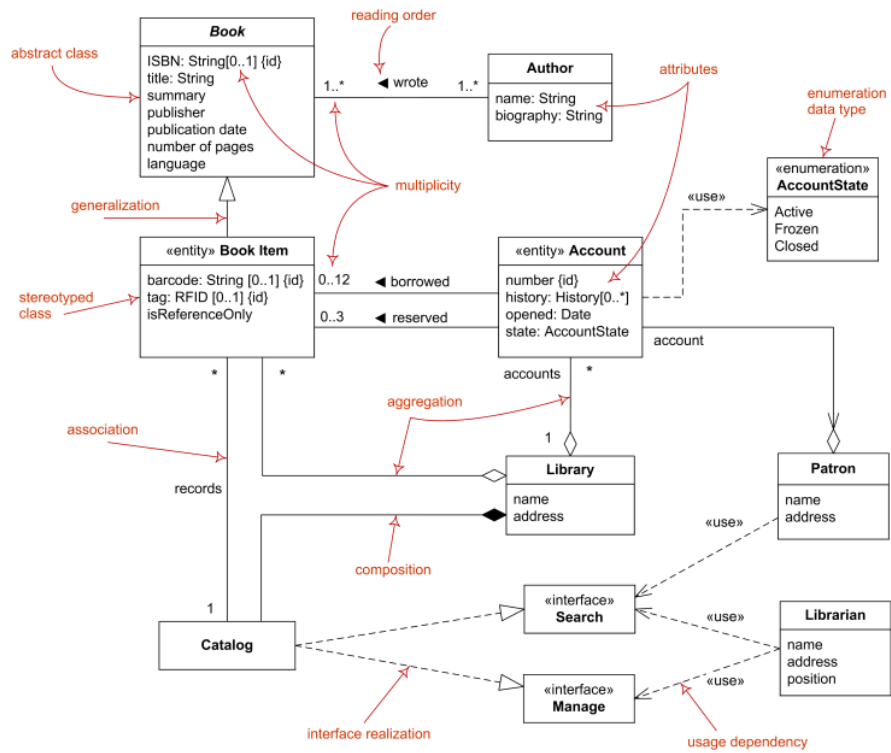 Book
reading order
abstract class
ISBN: String[0..1] {id}
title: String
summary
publisher
publication date
number of pages
language
1..*
◄ wrote
1..*
Author
name: String
biography: String
attributes
enumeration
data type
multiplicity
«enumeration»
AccountState
Active
Frozen
Closed
generalization
«use»
«entity» Book Item
barcode: String [0..1] {id}
tag: RFID [0..1] {id}
isReferenceOnly
stereotyped
class
0..12
◄ borrowed
0..3
◄ reserved
«entity» Account
number {id}
history: History[0..*]
opened: Date
state: AccountState
account
*
*
accounts
*
aggregation
association
1
Library
name
address
Patron
name
address
records
«use»
composition
1
Catalog
«interface»
Search
«use»
Librarian
name
address
position
«interface»
Manage
«use»
interface realization
usage dependency